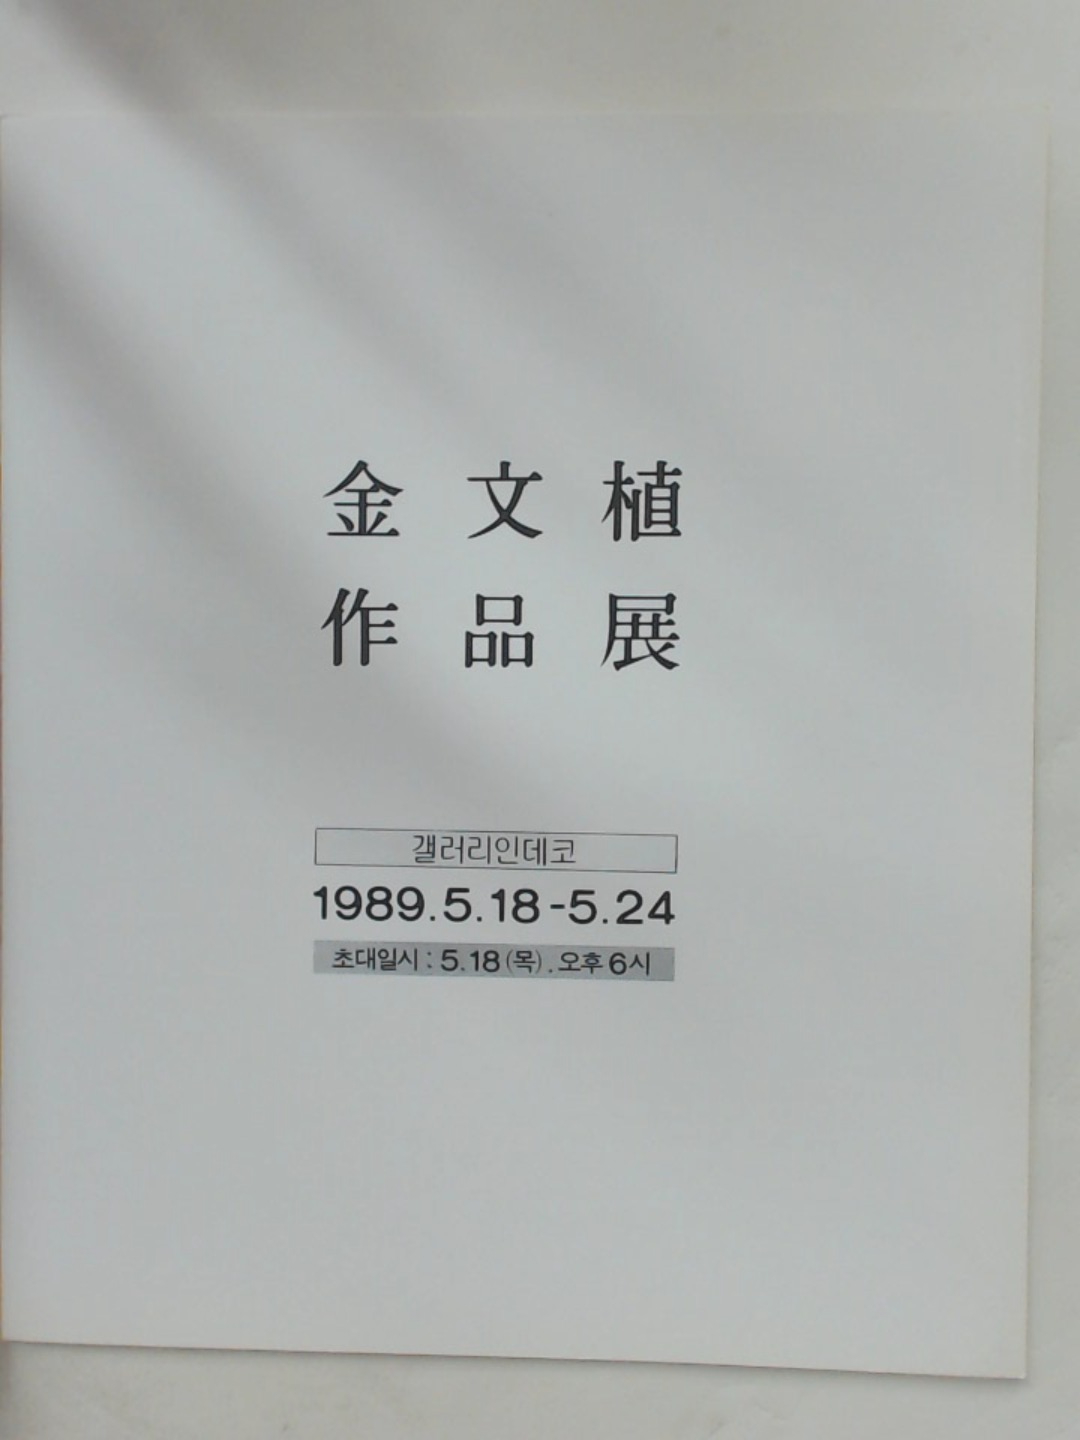 金文植
作品展
갤러리인데코
1989.5.18-5.24
초대일시 : 5.18(목). 오후 6시